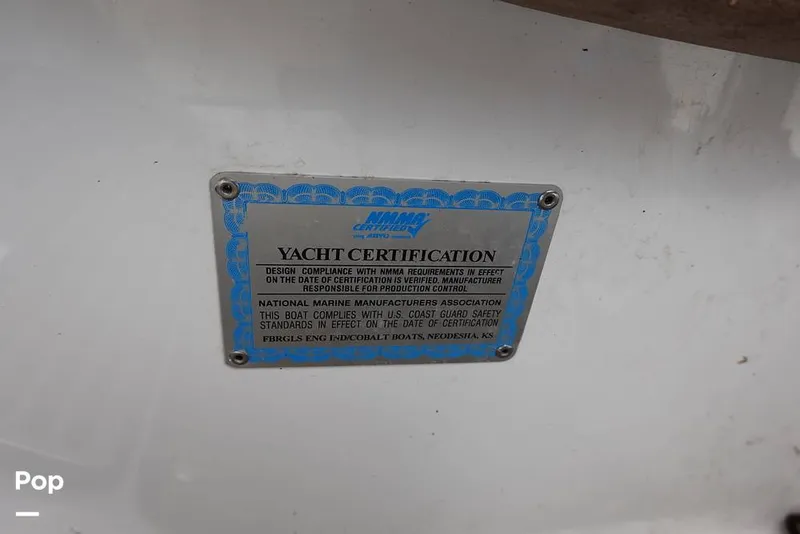 NMMA
CERTIFIED
YACHT CERTIFICATION
DESIGN COMPLIANCE WITH NMMA REQUIREMENTS IN EFFECT
ON THE DATE OF CERTIFICATION IS VERIFIED. MANUFACTURER
RESPONSIBLE FOR PRODUCTION CONTROL
NATIONAL MARINE MANUFACTURERS ASSOCIATION
THIS BOAT COMPLIES WITH U.S. COAST GUARD SAFETY
STANDARDS IN EFFECT ON THE DATE OF CERTIFICATION
FBRGLS ENG IND/COBALT BOATS, NEODESHA, KS
Pop